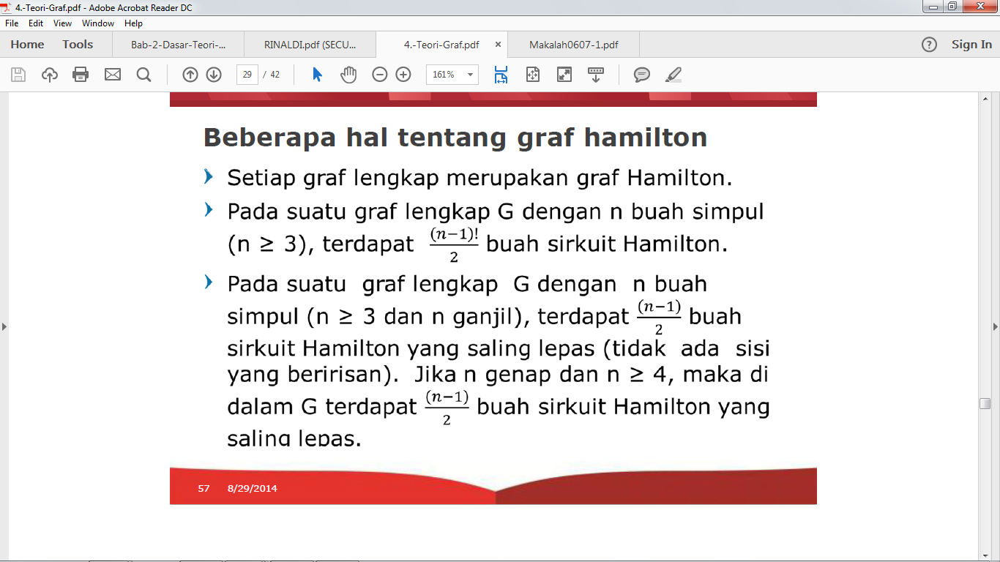 4.-Teori-Graf.pdf - Adobe Acrobat Reader DC
File Edit View Window Help
Home Tools Bab-2-Dasar-Teori-... RINALDI.pdf (SECU... 4.-Teori-Graf.pdf × Makalah0607-1.pdf ? Sign In
29 / 42 161%
Beberapa hal tentang graf hamilton
Setiap graf lengkap merupakan graf Hamilton.
Pada suatu graf lengkap G dengan n buah simpul
(n ≥ 3), terdapat (n−1)!/2 buah sirkuit Hamilton.
Pada suatu graf lengkap G dengan n buah
simpul (n ≥ 3 dan n ganjil), terdapat (n−1)/2 buah
sirkuit Hamilton yang saling lepas (tidak ada sisi
yang beririsan). Jika n genap dan n ≥ 4, maka di
dalam G terdapat (n−1)/2 buah sirkuit Hamilton yang
saling lepas.
57 8/29/2014